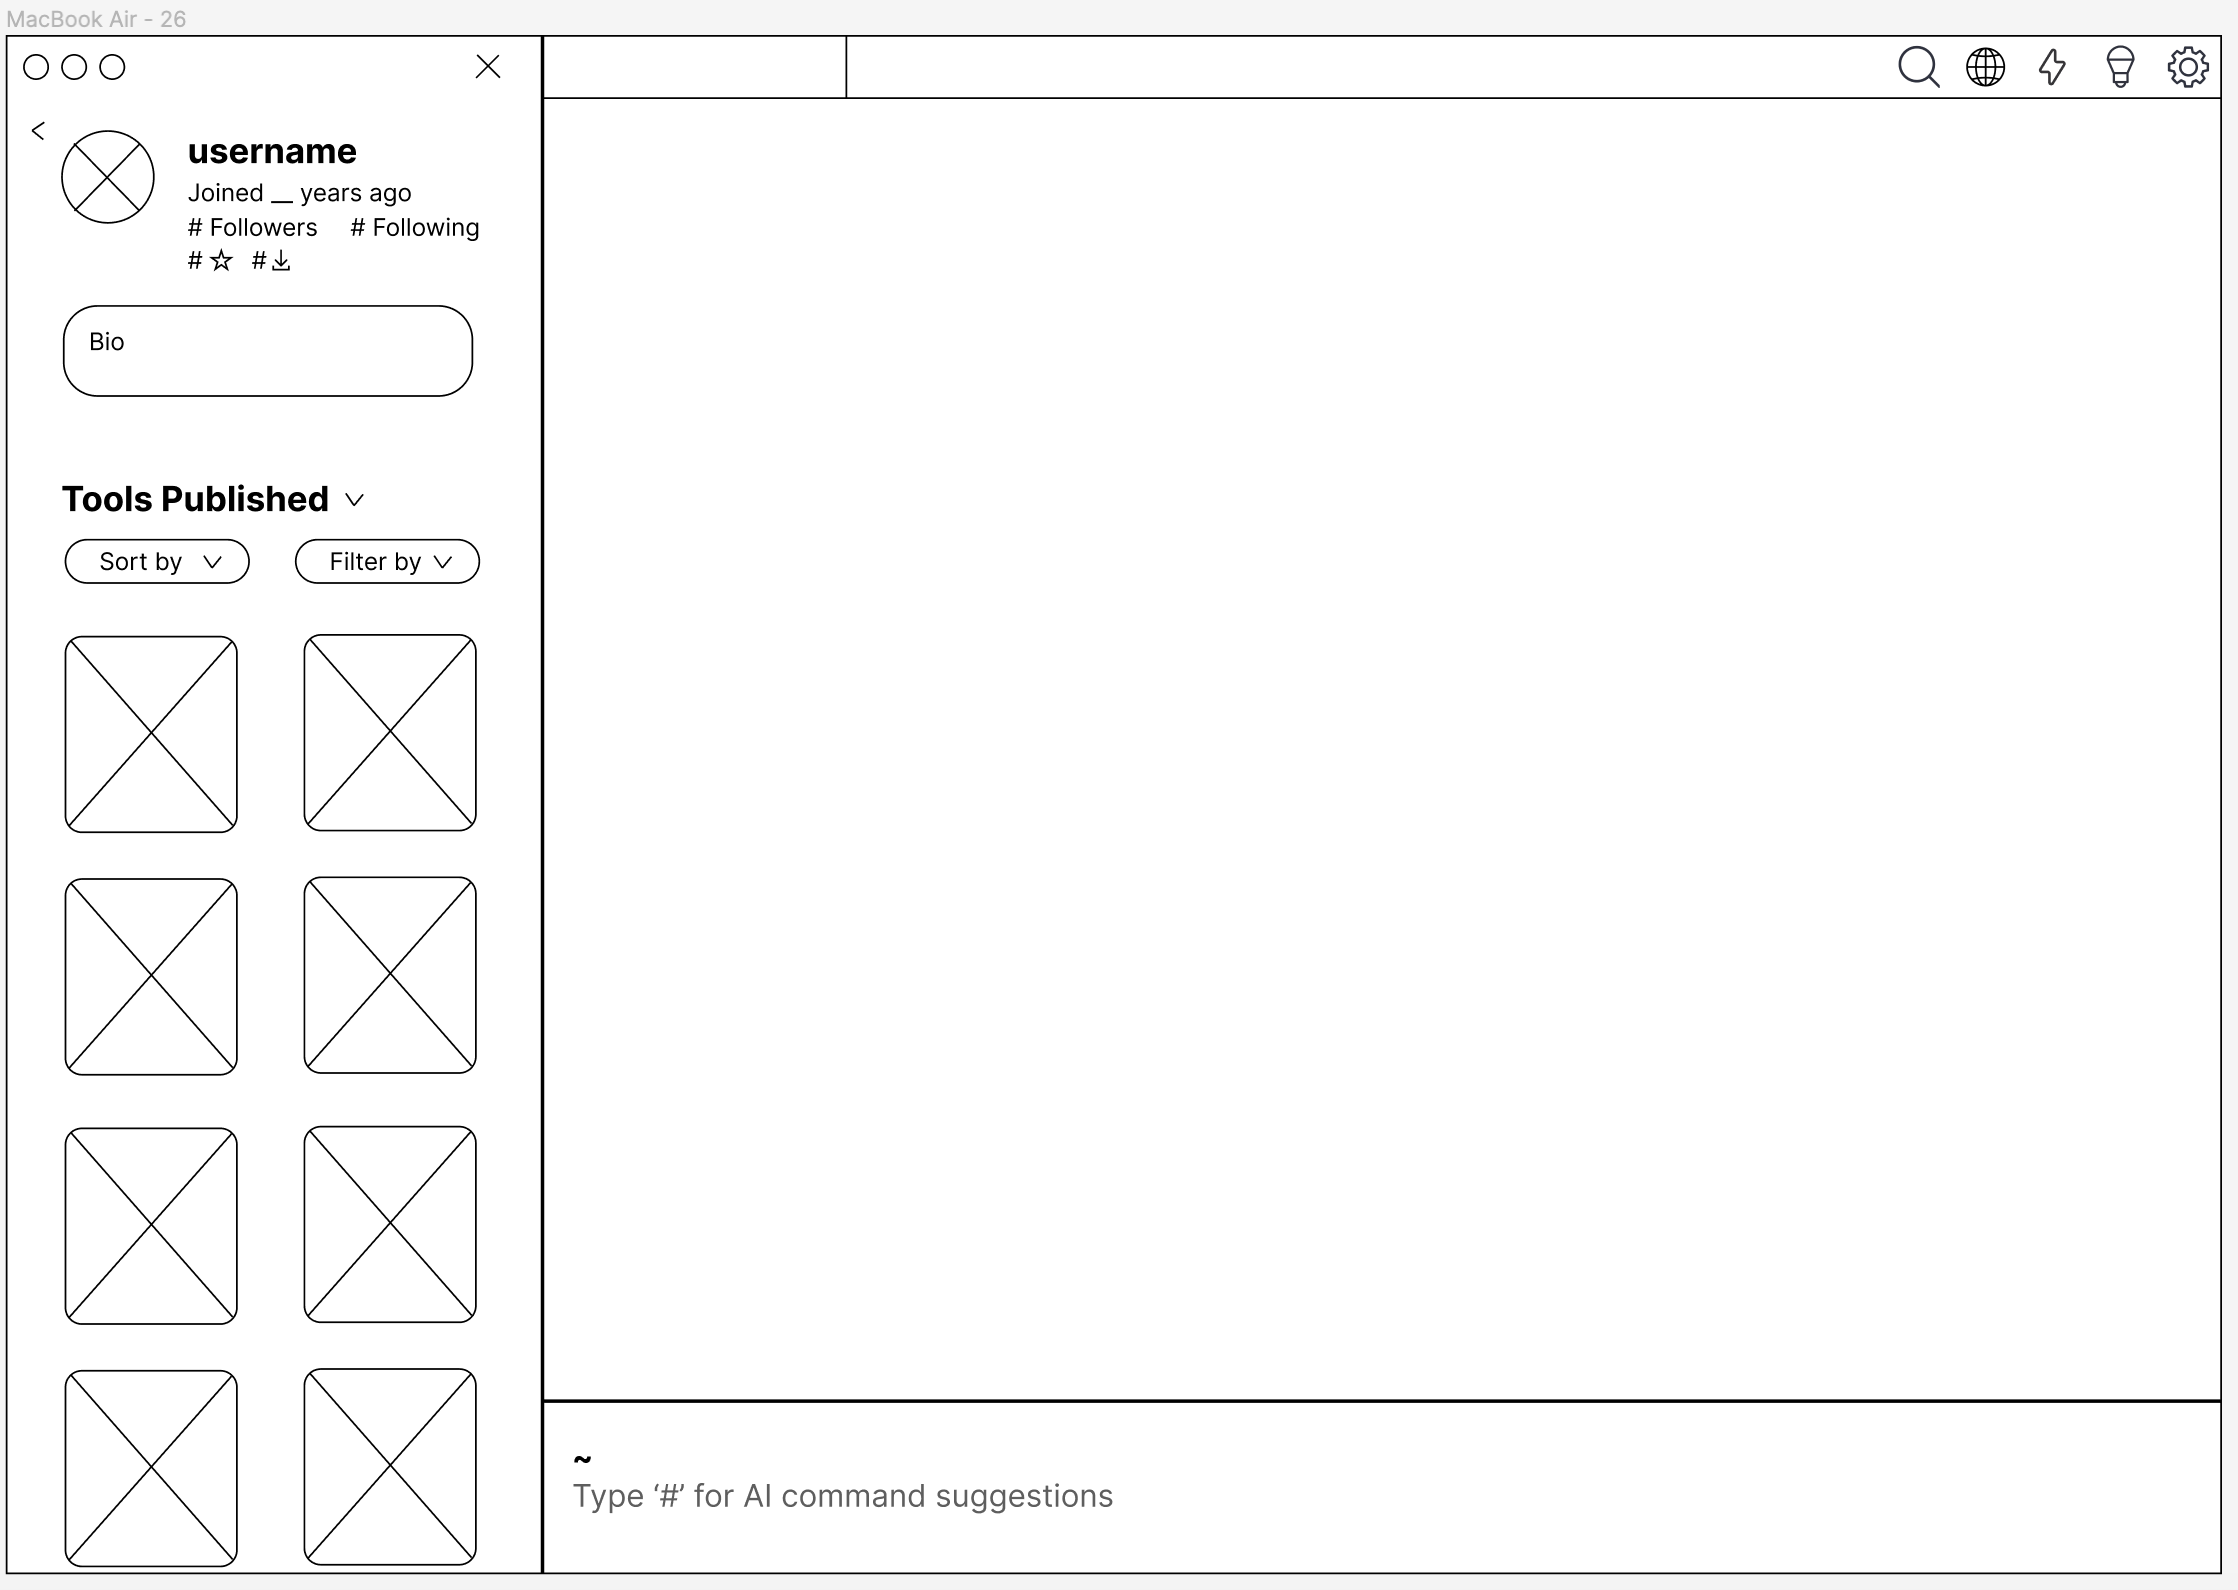 MacBook Air - 26
username
Joined __ years ago
# Followers # Following
# #
Bio
Tools Published
Sort by Filter by
~
Type ‘#’ for AI command suggestions